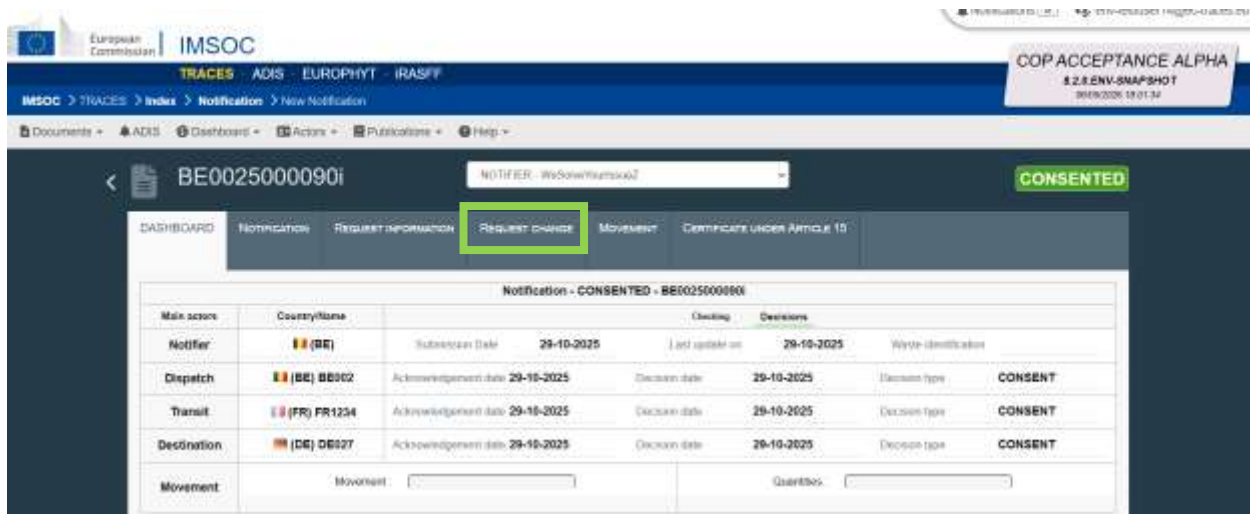 Notifications
European Commission
IMSOC
COP ACCEPTANCE ALPHA
TRACES ADIS EUROPHYT iRASFF
IMSOC > TRACES > Index > Notification > New Notification
Documents ADIS Dashboard Actors Publications Help
BE0025000090i
NOTIFIER -
CONSENTED
DASHBOARD NOTIFICATION REQUEST INFORMATION REQUEST CHANGE MOVEMENT CERTIFICATE UNDER ARTICLE 15
Notification - CONSENTED - BE0025000090i
Main actors Country/Name Checking Decisions
Notifier (BE) Submission Date 29-10-2025 Last update on 29-10-2025 Waste identification
Dispatch (BE) BE002 Acknowledgement date 29-10-2025 Decision date 29-10-2025 Decision type CONSENT
Transit (FR) FR1234 Acknowledgement date 29-10-2025 Decision date 29-10-2025 Decision type CONSENT
Destination (DE) DE027 Acknowledgement date 29-10-2025 Decision date 29-10-2025 Decision type CONSENT
Movement Movement Quantities